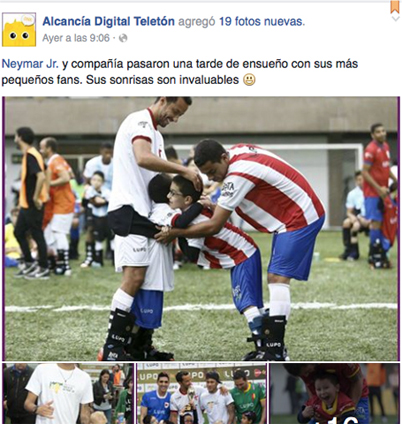 Alcancía Digital Teletón agregó 19 fotos nuevas.
Ayer a las 9:06 ·
Neymar Jr. y compañía pasaron una tarde de ensueño con sus más
pequeños fans. Sus sonrisas son invaluables
LUPO
LUPO
LUPO
LUPO